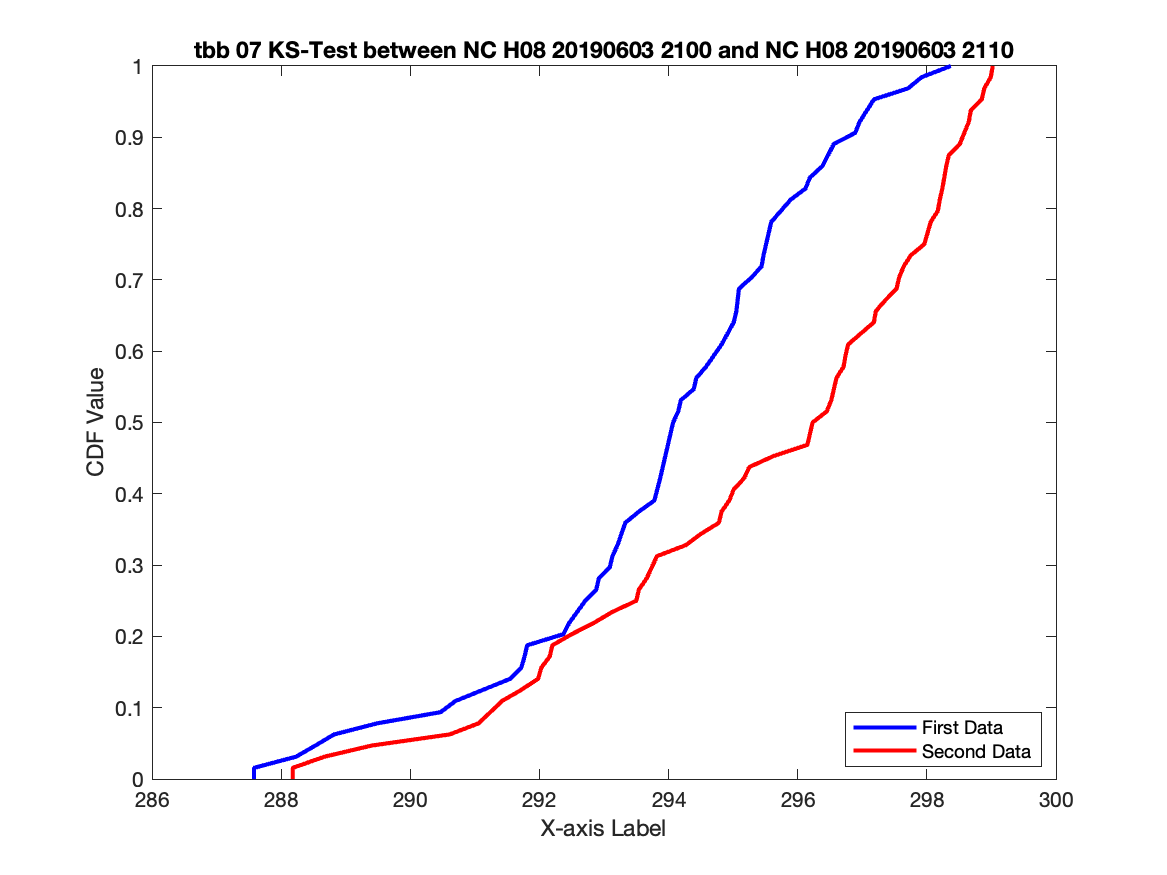 tbb 07 KS-Test between NC H08 20190603 2100 and NC H08 20190603 2110
1
0.9
0.8
0.7
0.6
0.5
0.4
0.3
0.2
0.1
0
CDF Value
First Data
Second Data
286 288 290 292 294 296 298 300
X-axis Label